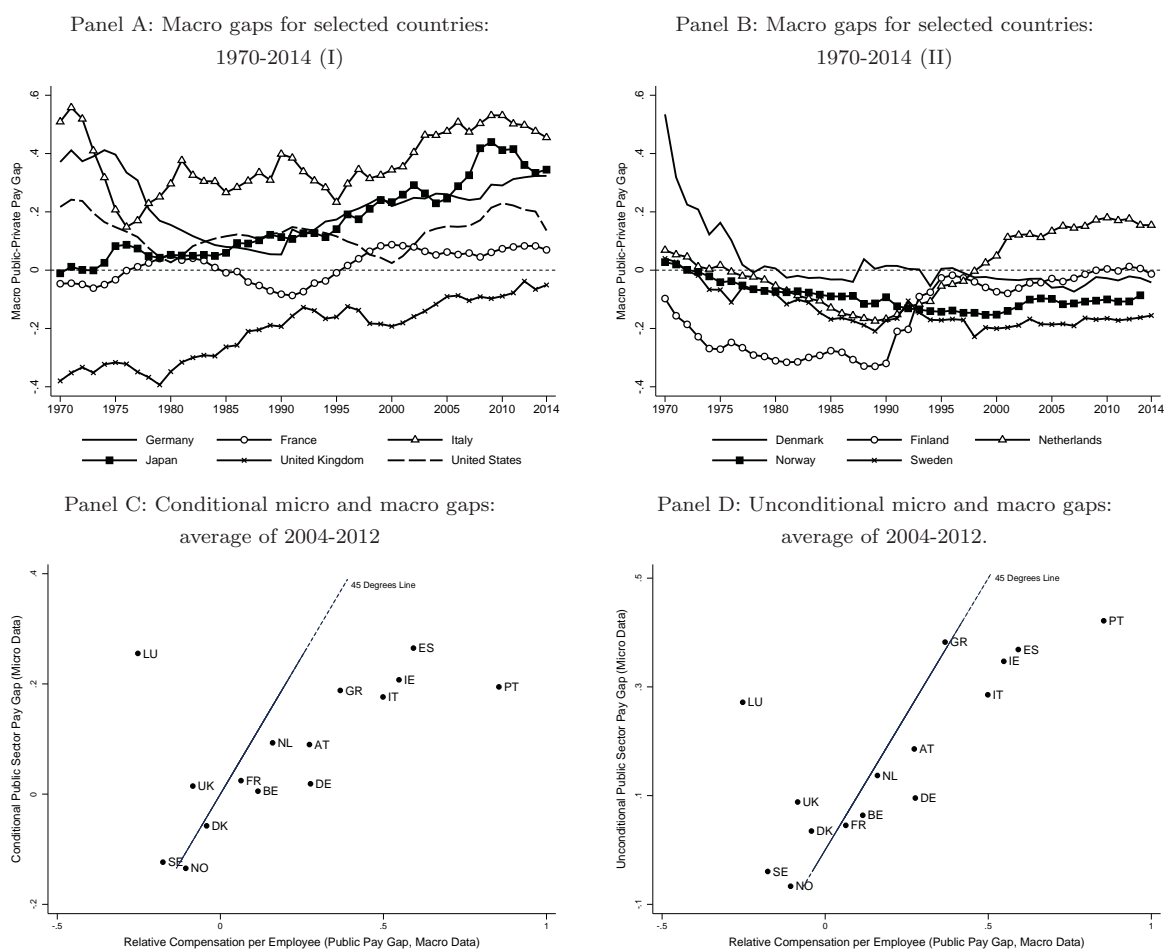 Panel A: Macro gaps for selected countries:
1970-2014 (I)
Macro Public-Private Pay Gap
.6
.4
.2
0
-.2
-.4
1970 1975 1980 1985 1990 1995 2000 2005 2010 2014
Germany France Italy
Japan United Kingdom United States
Panel B: Macro gaps for selected countries:
1970-2014 (II)
Macro Public-Private Pay Gap
.6
.4
.2
0
-.2
-.4
1970 1975 1980 1985 1990 1995 2000 2005 2010 2014
Denmark Finland Netherlands
Norway Sweden
Panel C: Conditional micro and macro gaps:
average of 2004-2012
Conditional Public Sector Pay Gap (Micro Data)
.4
.2
0
-.2
45 Degrees Line
LU
ES
IE
GR
IT
PT
NL
AT
UK
FR
BE
DE
DK
SE
NO
-.5 0 .5 1
Relative Compensation per Employee (Public Pay Gap, Macro Data)
Panel D: Unconditional micro and macro gaps:
average of 2004-2012.
Unconditional Public Sector Pay Gap (Micro Data)
.5
.3
.1
-.1
45 Degrees Line
PT
GR
ES
IE
IT
LU
AT
NL
UK
DE
BE
DK
FR
SE
NO
-.5 0 .5 1
Relative Compensation per Employee (Public Pay Gap, Macro Data)